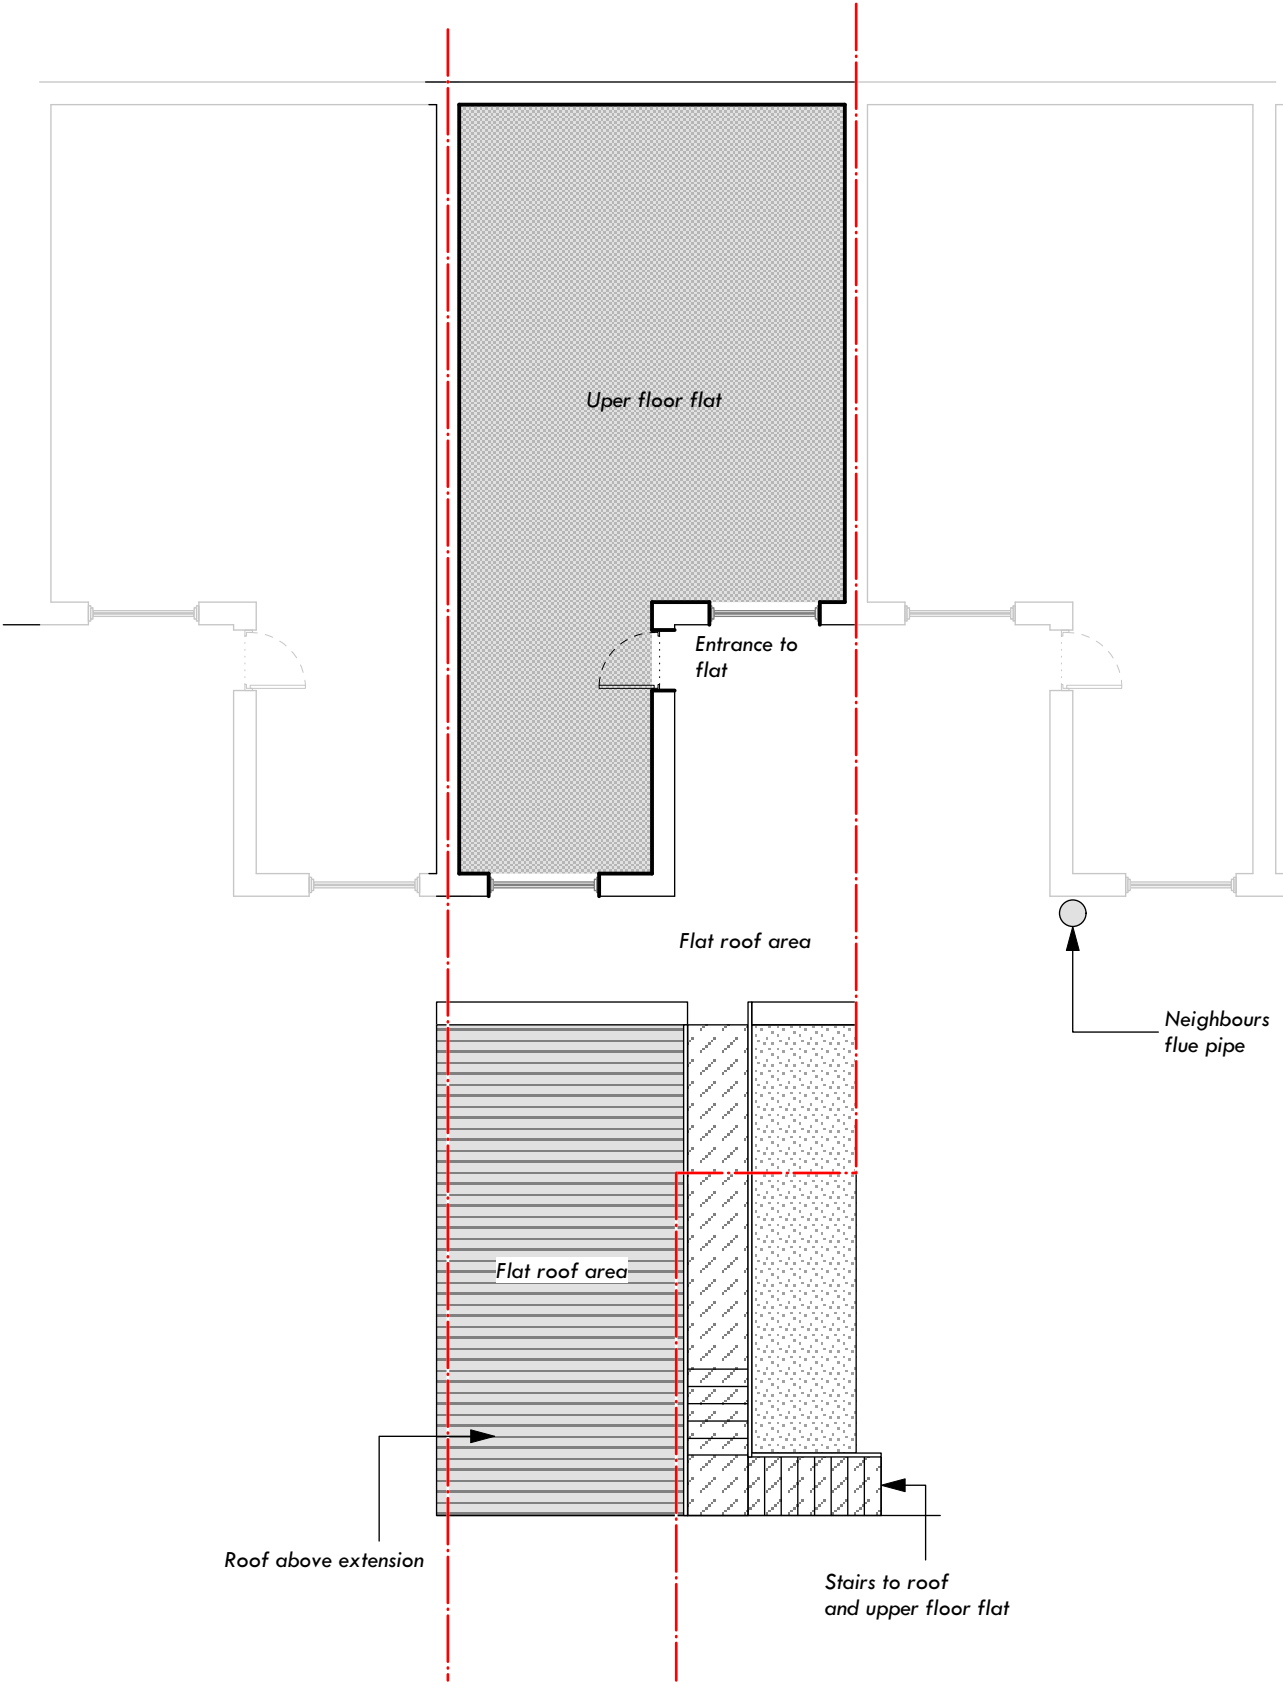 Uper floor flat
Entrance to
flat
Flat roof area
Neighbours
flue pipe
Flat roof area
Roof above extension
Stairs to roof
and upper floor flat